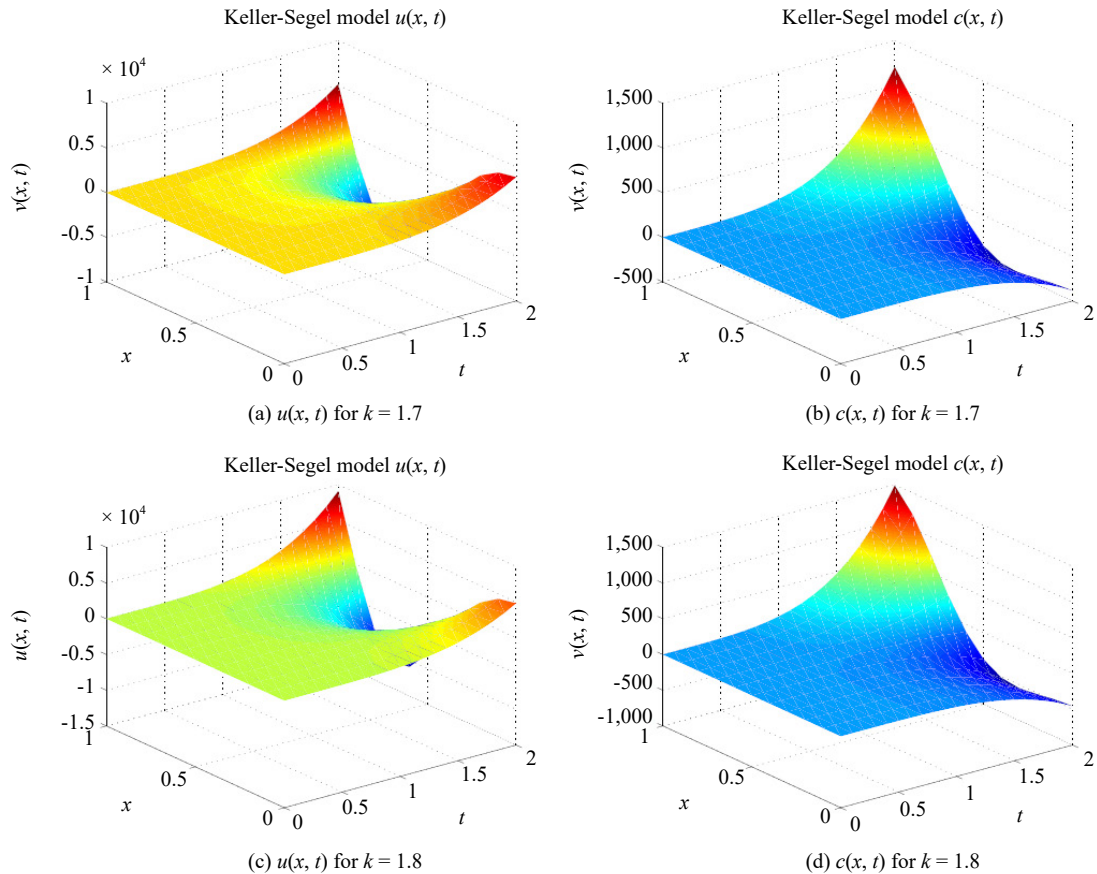 Keller-Segel model u(x, t)
× 10⁴
1
0.5
0
-0.5
-1
v(x, t)
1
0.5
0
x
0
0.5
1
1.5
2
t
(a) u(x, t) for k = 1.7
Keller-Segel model c(x, t)
1,500
1,000
500
0
-500
v(x, t)
1
0.5
0
x
0
0.5
1
1.5
2
t
(b) c(x, t) for k = 1.7
Keller-Segel model u(x, t)
× 10⁴
1
0.5
0
-0.5
-1
-1.5
u(x, t)
1
0.5
0
x
0
0.5
1
1.5
2
t
(c) u(x, t) for k = 1.8
Keller-Segel model c(x, t)
1,500
1,000
500
0
-500
-1,000
v(x, t)
1
0.5
0
x
0
0.5
1
1.5
2
t
(d) c(x, t) for k = 1.8